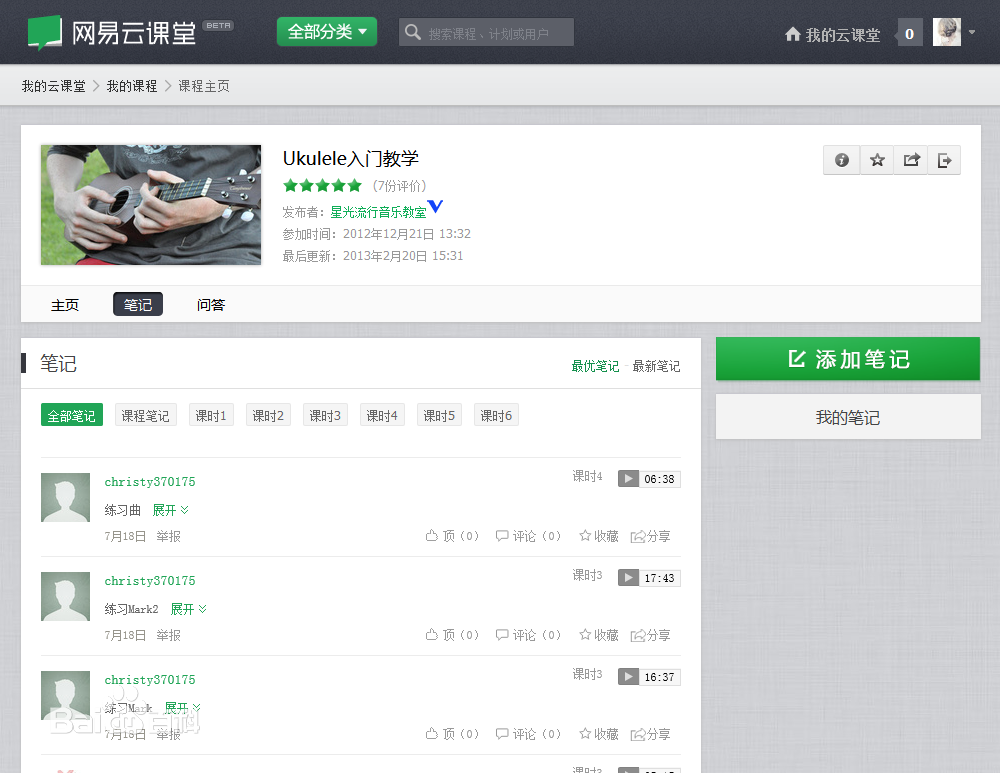 网易云课堂 BETA 全部分类 搜索课程、计划或用户 我的云课堂 0
我的云课堂 我的课程 课程主页
Ukulele入门教学
(7份评价)
发布者：星光流行音乐教室
参加时间：2012年12月21日 13:32
最后更新：2013年2月20日 15:31
主页 笔记 问答
笔记 最优笔记 最新笔记
添加笔记
我的笔记
全部笔记 课程笔记 课时1 课时2 课时3 课时4 课时5 课时6
christy370175 课时4 06:38
练习曲 展开
7月18日 举报 顶（0） 评论（0） 收藏 分享
christy370175 课时3 17:43
练习Mark2 展开
7月18日 举报 顶（0） 评论（0） 收藏 分享
christy370175 课时3 16:37
练习Mark 展开
7月18日 举报 顶（0） 评论（0） 收藏 分享
Baidu百科